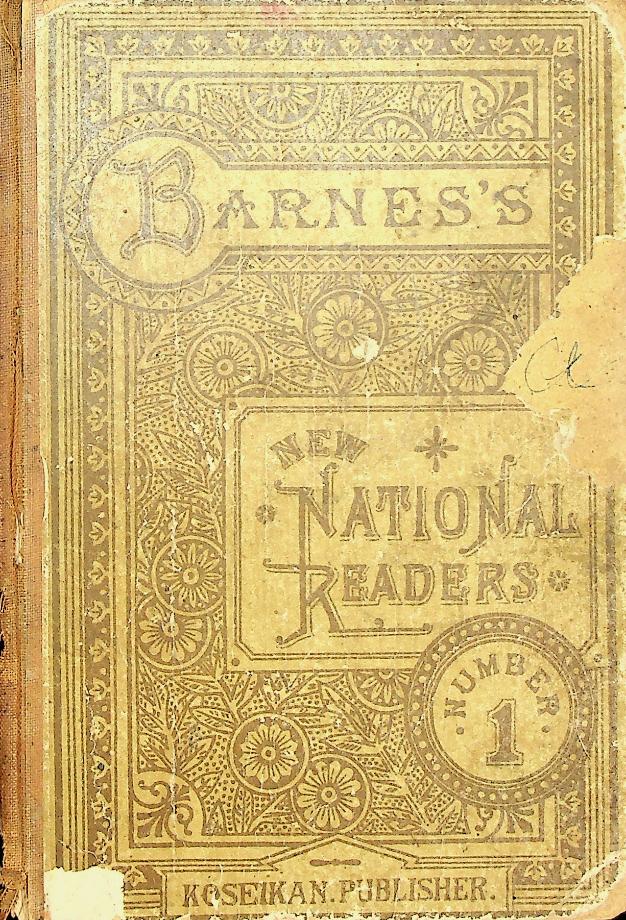 BARNES'S
NEW
NATIONAL
READERS
NUMBER
1
KOSEIKAN.PUBLISHER.